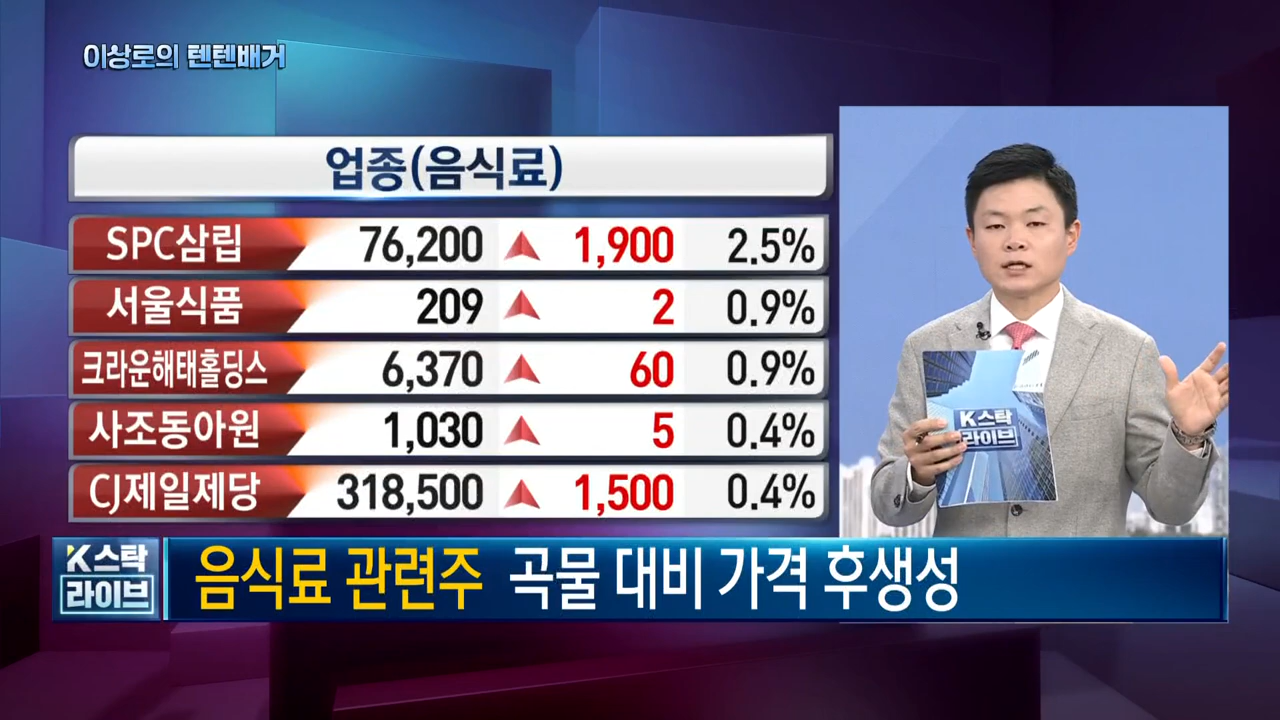 이상로의 텐텐배거
업종(음식료)
SPC삼립 76,200 ▲ 1,900 2.5%
서울식품 209 ▲ 2 0.9%
크라운해태홀딩스 6,370 ▲ 60 0.9%
사조동아원 1,030 ▲ 5 0.4%
CJ제일제당 318,500 ▲ 1,500 0.4%
K스탁
라이브
K스탁
라이브
음식료 관련주 곡물 대비 가격 후생성